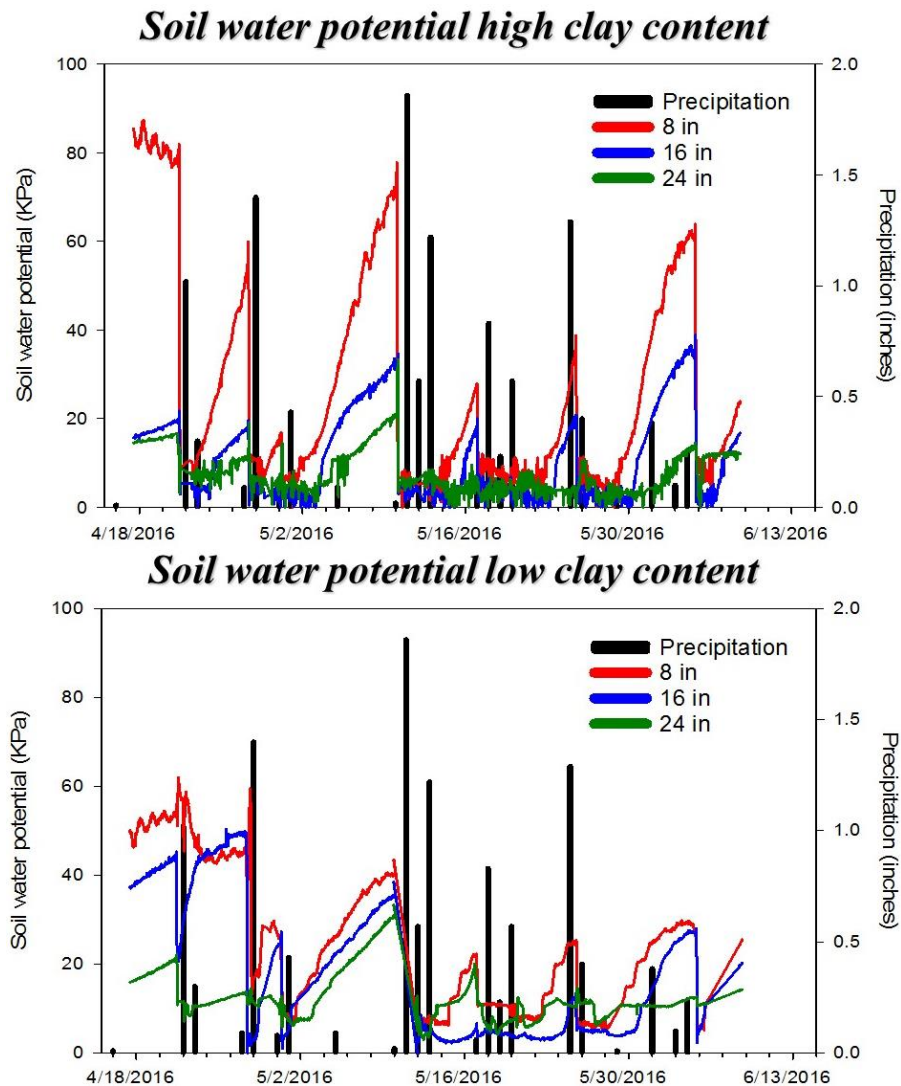 Soil water potential high clay content
100
80
60
40
20
0
Soil water potential (KPa)
2.0
1.5
1.0
0.5
0.0
Precipitation (inches)
Precipitation
8 in
16 in
24 in
4/18/2016 5/2/2016 5/16/2016 5/30/2016 6/13/2016
Soil water potential low clay content
100
80
60
40
20
0
Soil water potential (KPa)
2.0
1.5
1.0
0.5
0.0
Precipitation (inches)
Precipitation
8 in
16 in
24 in
4/18/2016 5/2/2016 5/16/2016 5/30/2016 6/13/2016